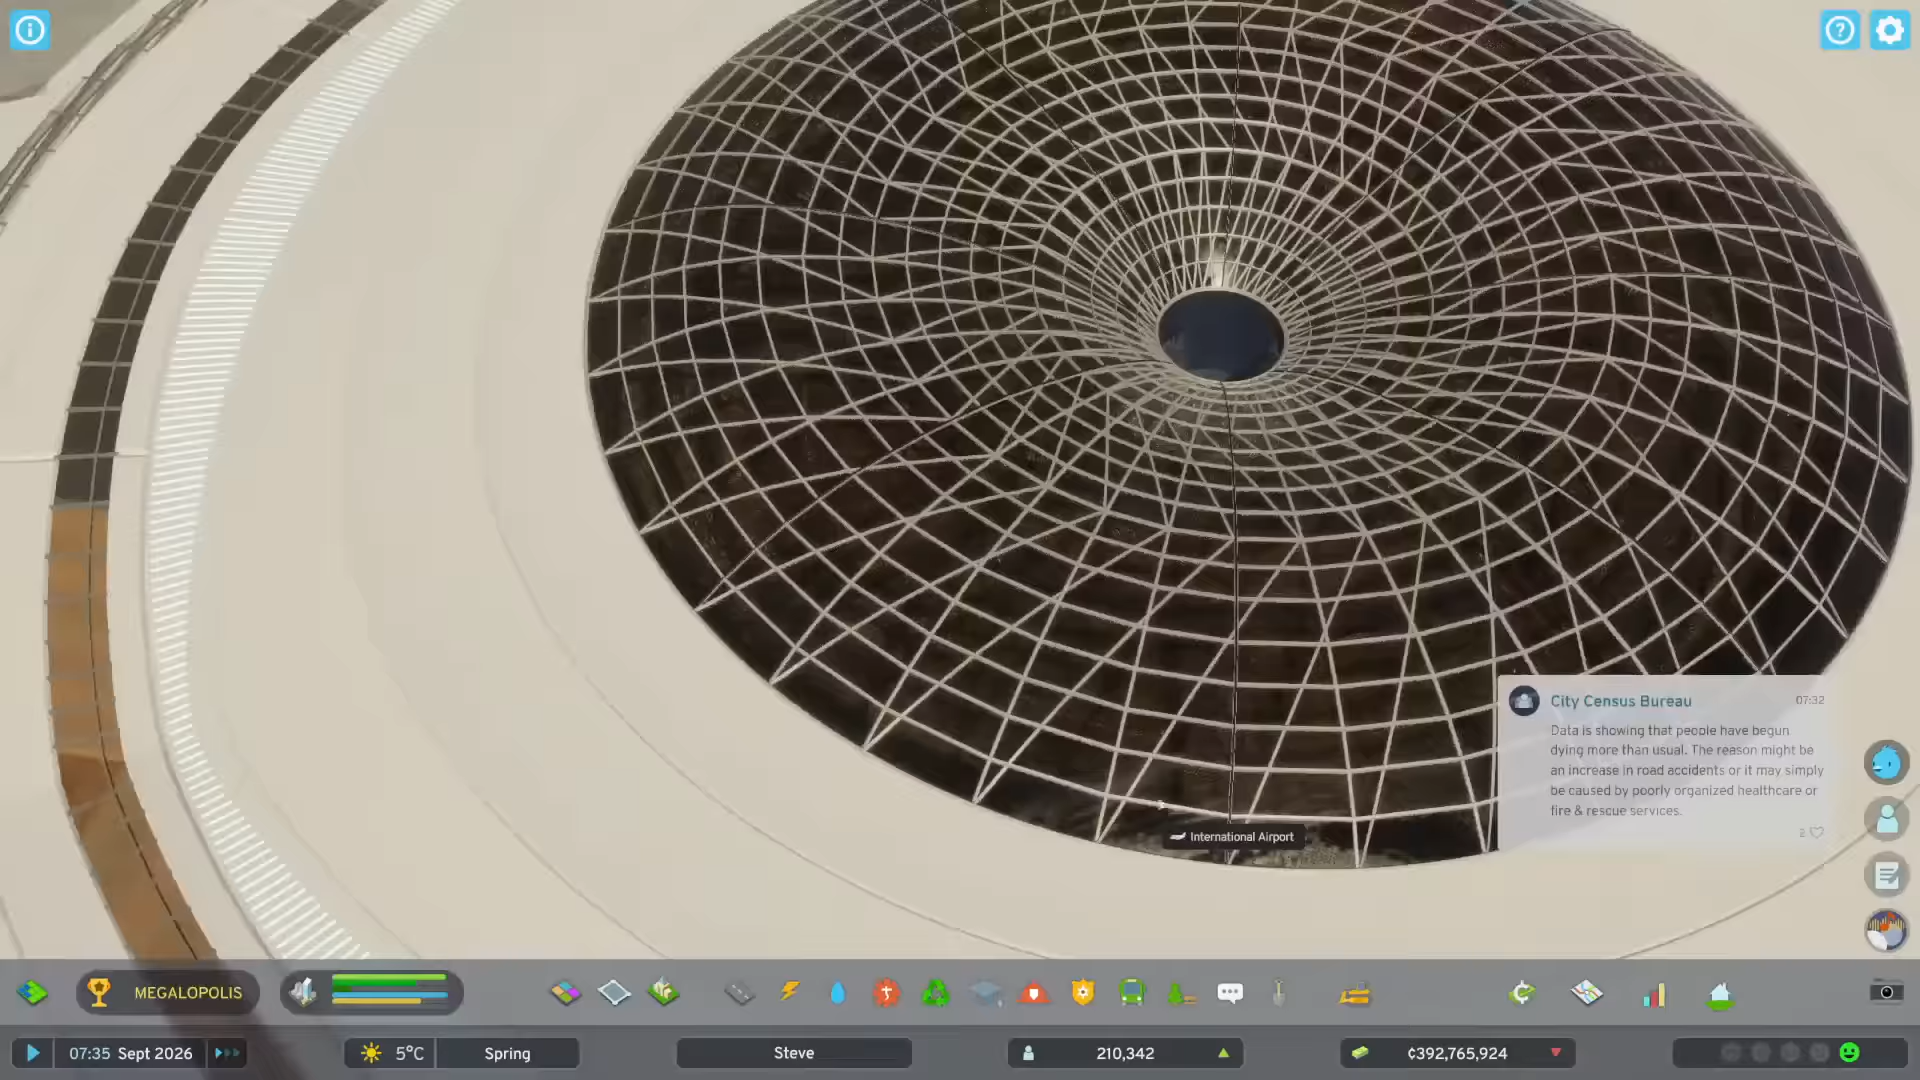 City Census Bureau
07:32
Data is showing that people have begun
dying more than usual. The reason might be
an increase in road accidents or it may simply
be caused by poorly organized healthcare or
fire & rescue services.
2
International Airport
MEGALOPOLIS
07:35 Sept 2026
5°C
Spring
Steve
210,342
¢392,765,924